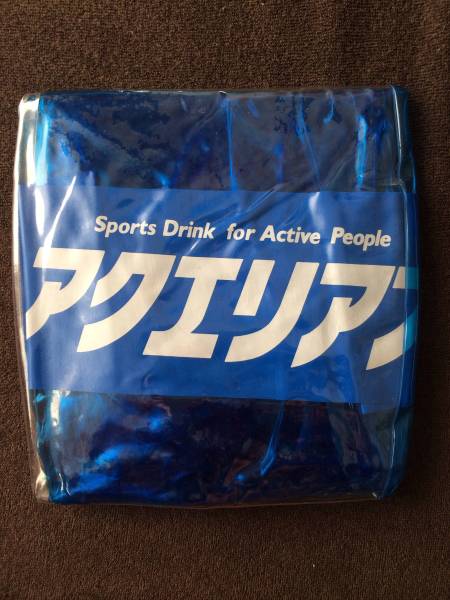 Sports Drink for Active People
アクエリア